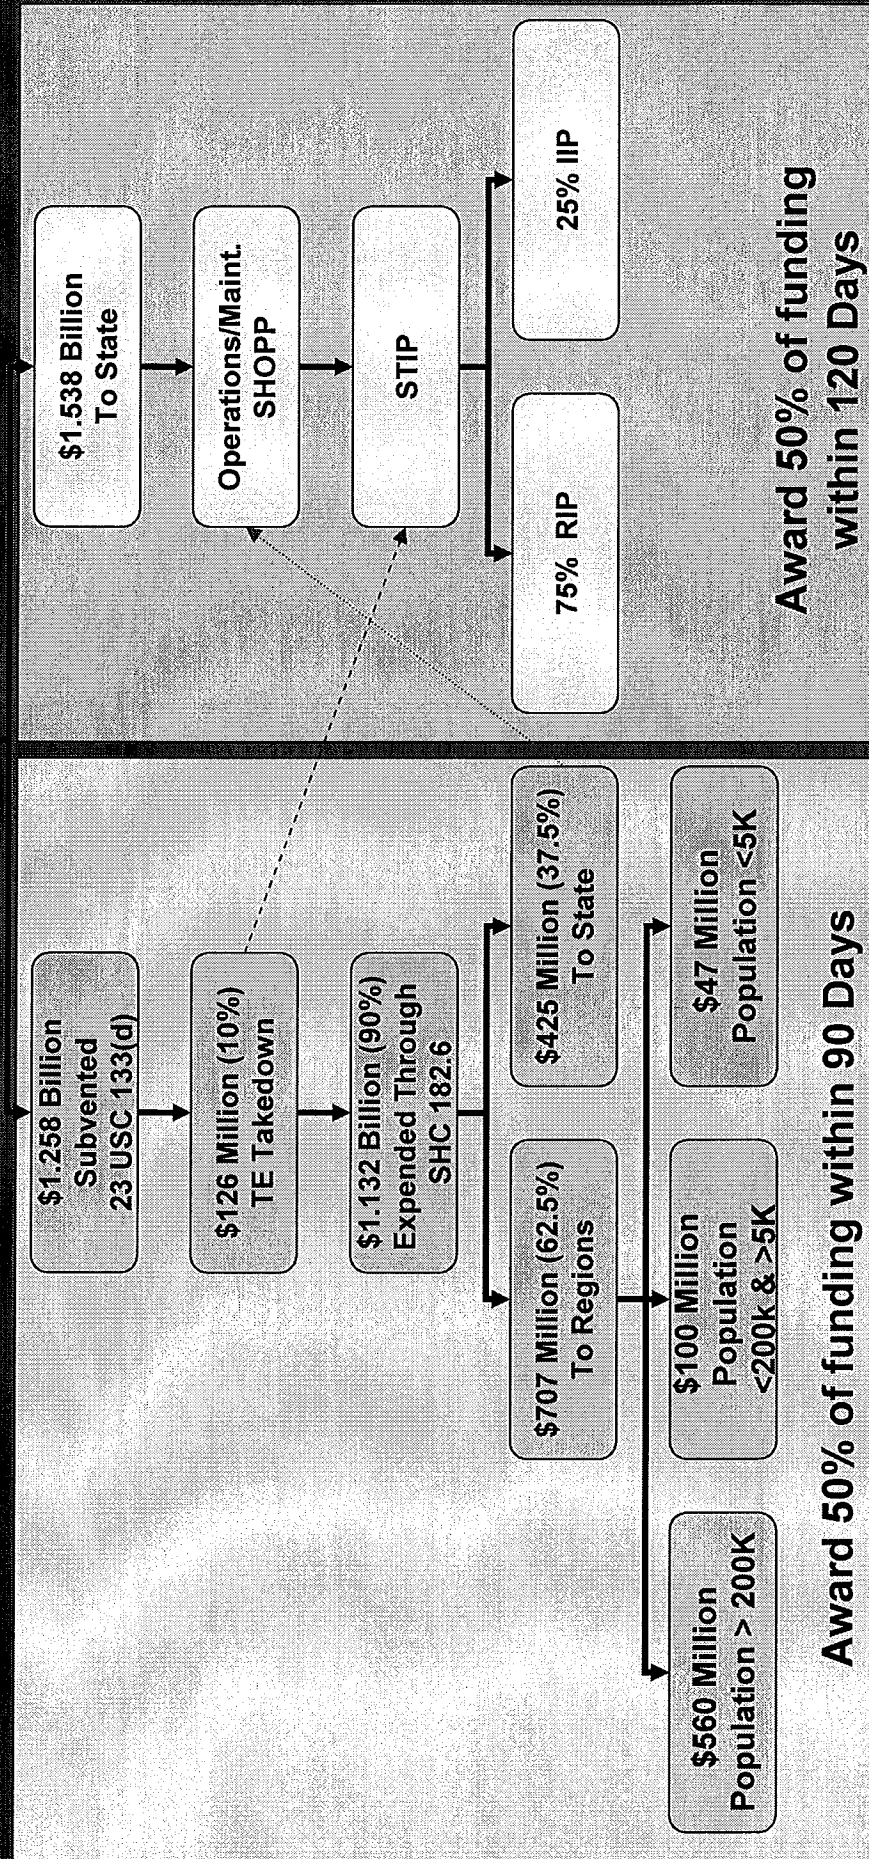 $1.258 Billion
Subvented
23 USC 133(d)
$126 Million (10%)
TE Takedown
$1.132 Billion (90%)
Expended Through
SHC 182.6
$707 Million (62.5%)
To Regions
$425 Million (37.5%)
To State
$560 Million
Population > 200K
$100 Million
Population
<200k & >5K
$47 Million
Population <5K
Award 50% of funding within 90 Days
$1.538 Billion
To State
Operations/Maint.
SHOPP
STIP
75% RIP
25% IIP
Award 50% of funding
within 120 Days